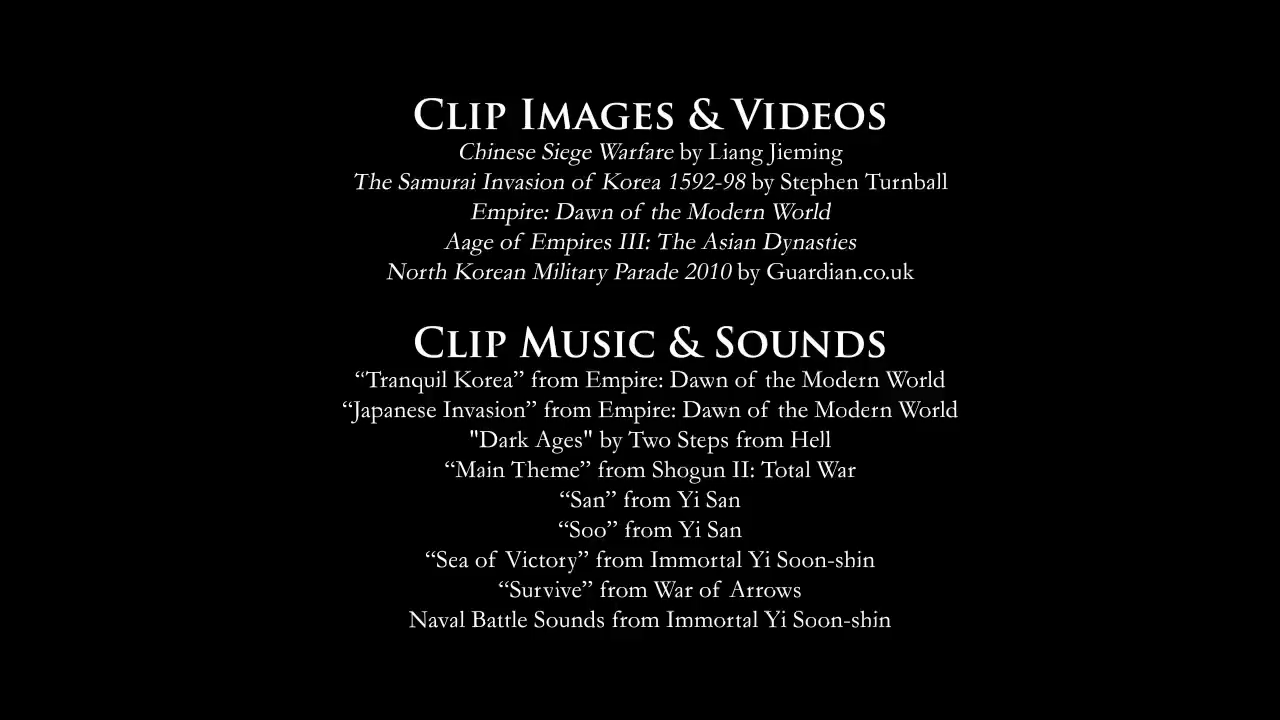 Clip Images & Videos
Chinese Siege Warfare by Liang Jieming
The Samurai Invasion of Korea 1592-98 by Stephen Turnball
Empire: Dawn of the Modern World
Aage of Empires III: The Asian Dynasties
North Korean Military Parade 2010 by Guardian.co.uk
Clip Music & Sounds
“Tranquil Korea” from Empire: Dawn of the Modern World
“Japanese Invasion” from Empire: Dawn of the Modern World
"Dark Ages" by Two Steps from Hell
“Main Theme” from Shogun II: Total War
“San” from Yi San
“Soo” from Yi San
“Sea of Victory” from Immortal Yi Soon-shin
“Survive” from War of Arrows
Naval Battle Sounds from Immortal Yi Soon-shin